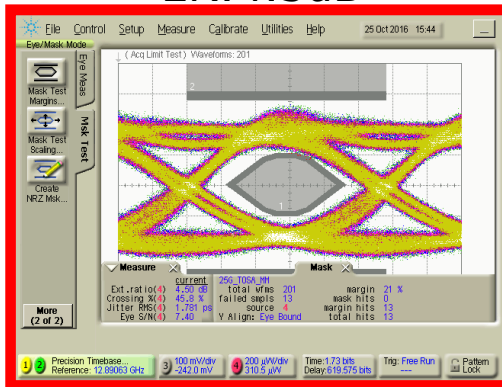 File Control Setup Measure Calibrate Utilities Help 25 Oct 2016 15:44
Eye/Mask Mode
( Acq Limit Test ) Waveforms: 201
Mask Test Margins...
Eye Meas
Mask Test Scaling...
Msk Test
Create NRZ Msk...
2
1
More (2 of 2)
Measure Mask
current 25G_TOSA_MM
Ext.ratio(4) 4.50 dB total wfms 201 margin 21 %
Crossing %(4) 45.8 % failed smpls 13 mask hits 0
Jitter RMS(4) 1.781 ps source 4 margin hits 13
Eye S/N(4) 7.40 Y Align: Eye Bound total hits 13
1 2 Precision Timebase... 3 100 mV/div 4 200 µW/div Time:1.73 bits Trig: Free Run Pattern
Reference: 12.89063 GHz -242.0 mV 310.5 µW Delay:619.575 bits --- Lock